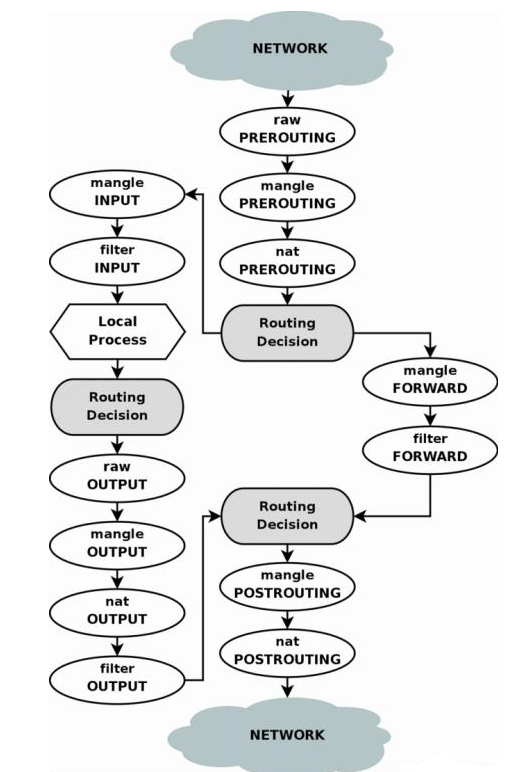 NETWORK
raw
PREROUTING
mangle
PREROUTING
nat
PREROUTING
Routing
Decision
mangle
INPUT
filter
INPUT
Local
Process
Routing
Decision
raw
OUTPUT
mangle
OUTPUT
nat
OUTPUT
filter
OUTPUT
mangle
FORWARD
filter
FORWARD
Routing
Decision
mangle
POSTROUTING
nat
POSTROUTING
NETWORK